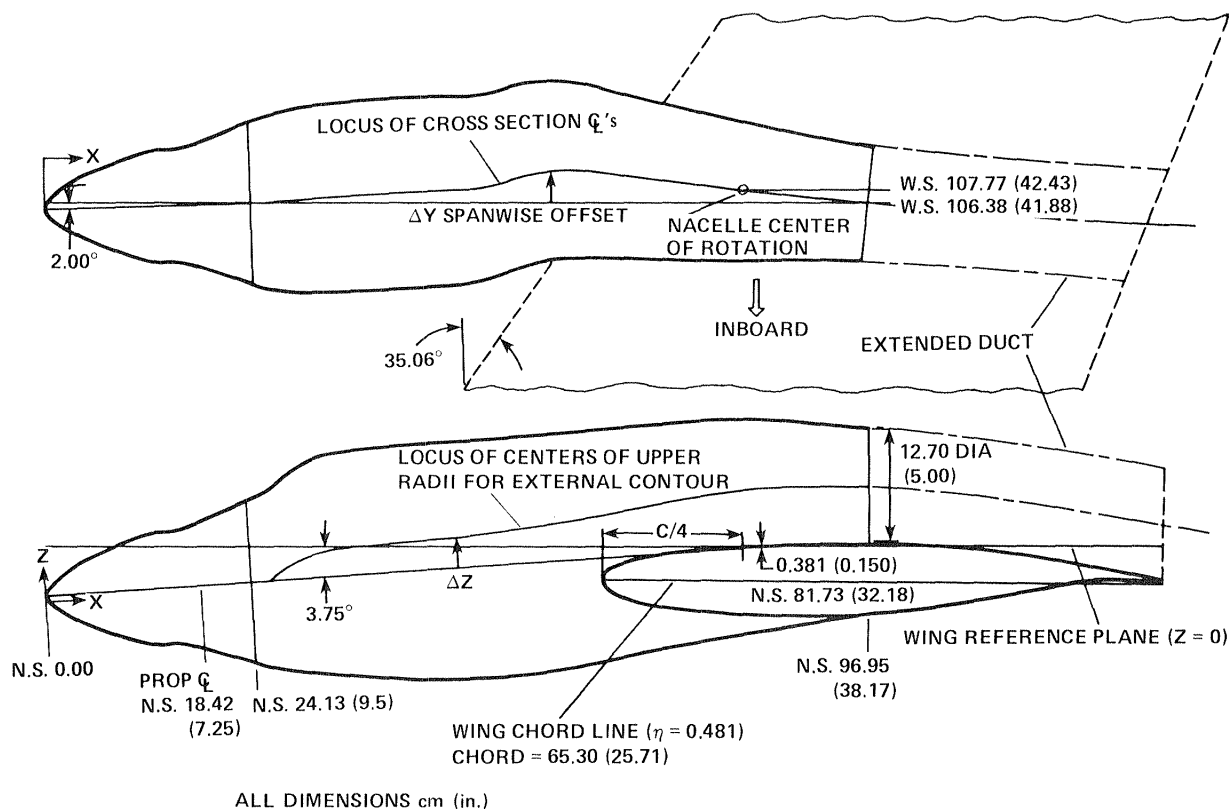 X
LOCUS OF CROSS SECTION ℄'s
ΔY SPANWISE OFFSET
2.00°
W.S. 107.77 (42.43)
W.S. 106.38 (41.88)
NACELLE CENTER
OF ROTATION
INBOARD
35.06°
EXTENDED DUCT
LOCUS OF CENTERS OF UPPER
RADII FOR EXTERNAL CONTOUR
12.70 DIA
(5.00)
C/4
Z
X
3.75°
ΔZ
0.381 (0.150)
N.S. 81.73 (32.18)
WING REFERENCE PLANE (Z = 0)
N.S. 0.00
PROP ℄
N.S. 18.42
(7.25)
N.S. 24.13 (9.5)
N.S. 96.95
(38.17)
WING CHORD LINE (η = 0.481)
CHORD = 65.30 (25.71)
ALL DIMENSIONS cm (in.)